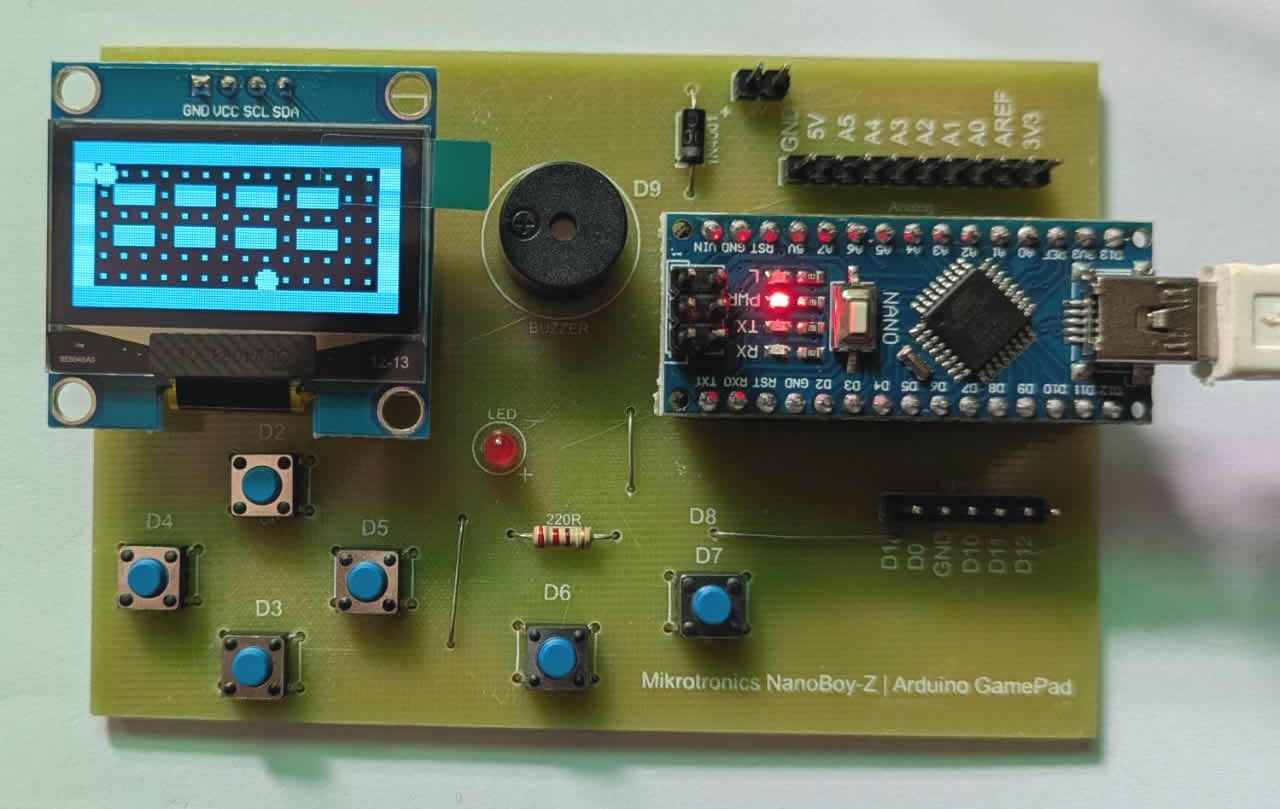 GND VCC SCL SDA
12-13
GND
5V
A5
A4
A3
A2
A1
A0
AREF
3V3
+
D9
BUZZER
VIN GND RST 5V A7 A6 A5 A4 A3 A2 A1 A0 REF 3V3 D13
L
PWR
TX
RX
NANO
TX1 RX0 RST GND D2 D3 D4 D5 D6 D7 D8 D9 D10 D11 D12
LED
+
D2
D4
D5
D3
220R
D6
D8
D7
D1
D0
GND
D10
D11
D12
Mikrotronics NanoBoy-Z | Arduino GamePad